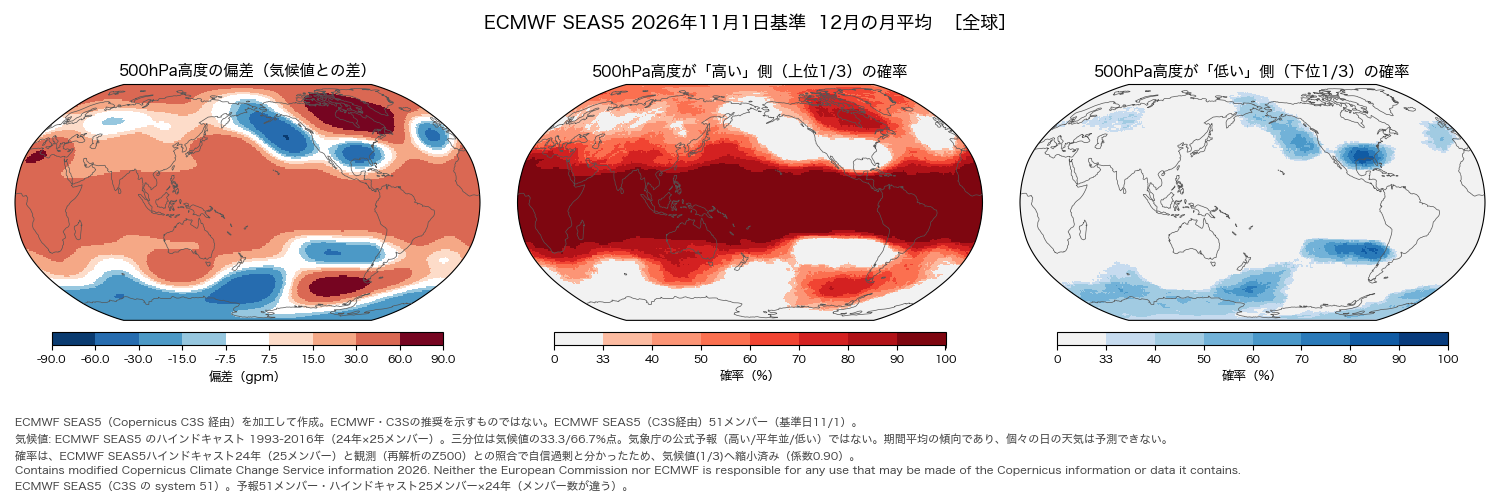 ECMWF SEAS5 2026年11月1日基準  12月の月平均  ［全球］
500hPa高度の偏差（気候値との差）
500hPa高度が「高い」側（上位1/3）の確率
500hPa高度が「低い」側（下位1/3）の確率
-90.0 -60.0 -30.0 -15.0 -7.5 7.5 15.0 30.0 60.0 90.0
偏差（gpm）
0 33 40 50 60 70 80 90 100
確率（%）
0 33 40 50 60 70 80 90 100
確率（%）
ECMWF SEAS5（Copernicus C3S 経由）を加工して作成。ECMWF・C3Sの推奨を示すものではない。ECMWF SEAS5（C3S経由）51メンバー（基準日11/1）。
気候値: ECMWF SEAS5 のハインドキャスト 1993-2016年（24年×25メンバー）。三分位は気候値の33.3/66.7%点。気象庁の公式予報（高い/平年並/低い）ではない。期間平均の傾向であり、個々の日の天気は予測できない。
確率は、ECMWF SEAS5ハインドキャスト24年（25メンバー）と観測（再解析のZ500）との照合で自信過剰と分かったため、気候値(1/3)へ縮小済み（係数0.90）。
Contains modified Copernicus Climate Change Service information 2026. Neither the European Commission nor ECMWF is responsible for any use that may be made of the Copernicus information or data it contains.
ECMWF SEAS5（C3S の system 51）。予報51メンバー・ハインドキャスト25メンバー×24年（メンバー数が違う）。